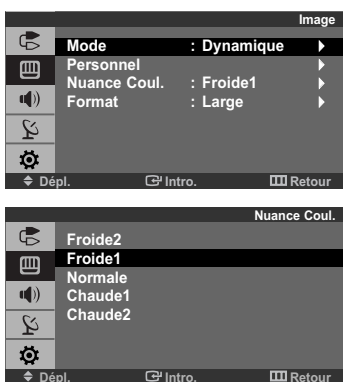 Image
Mode : Dynamique
Personnel
Nuance Coul. : Froide1
Format : Large
Dépl. Intro. Retour
Nuance Coul.
Froide2
Froide1
Normale
Chaude1
Chaude2
Dépl. Intro. Retour